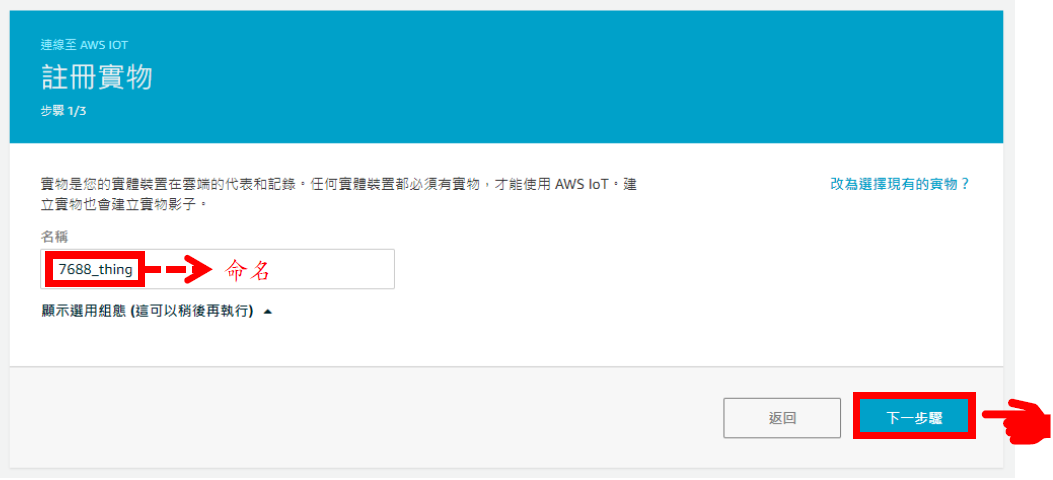 連線至 AWS IOT
註冊實物
步驟 1/3
實物是您的實體裝置在雲端的代表和記錄。任何實體裝置都必須有實物，才能使用 AWS IoT。建
立實物也會建立實物影子。
改為選擇現有的實物？
名稱
7688_thing
命名
顯示選用組態 (這可以稍後再執行)
返回
下一步驟